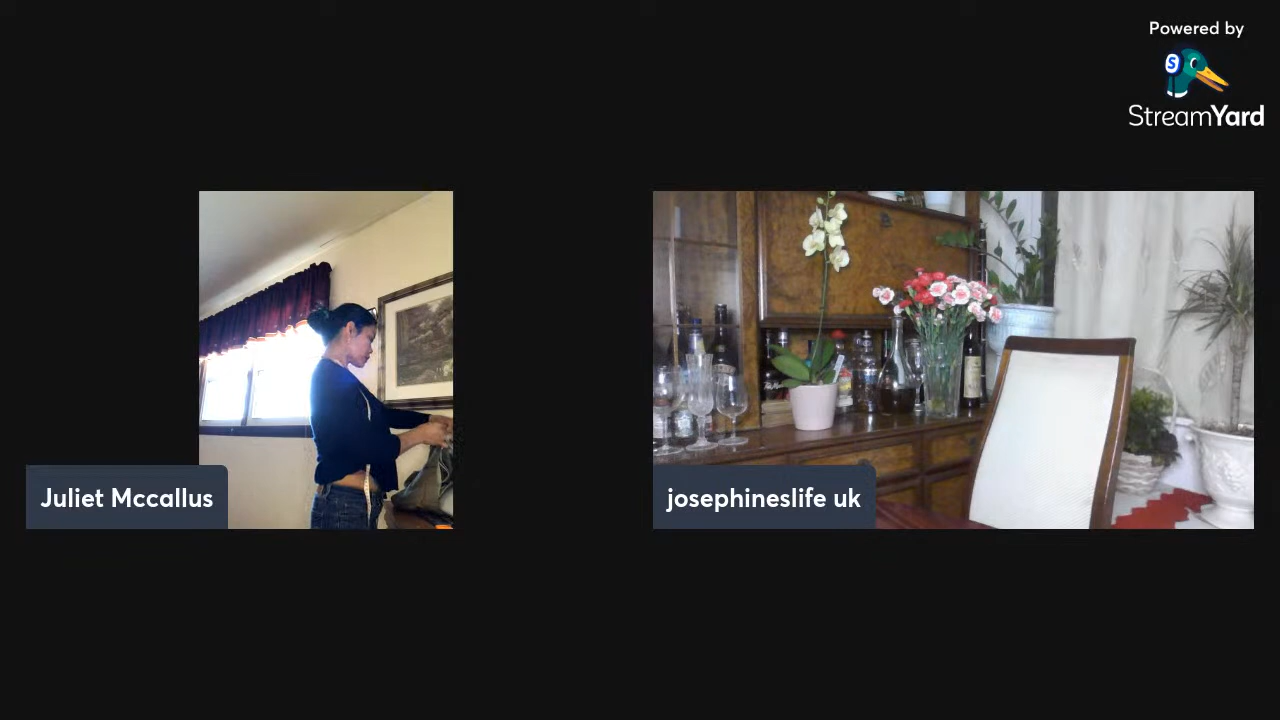 Powered by
S
StreamYard
Juliet Mccallus
josephineslife uk